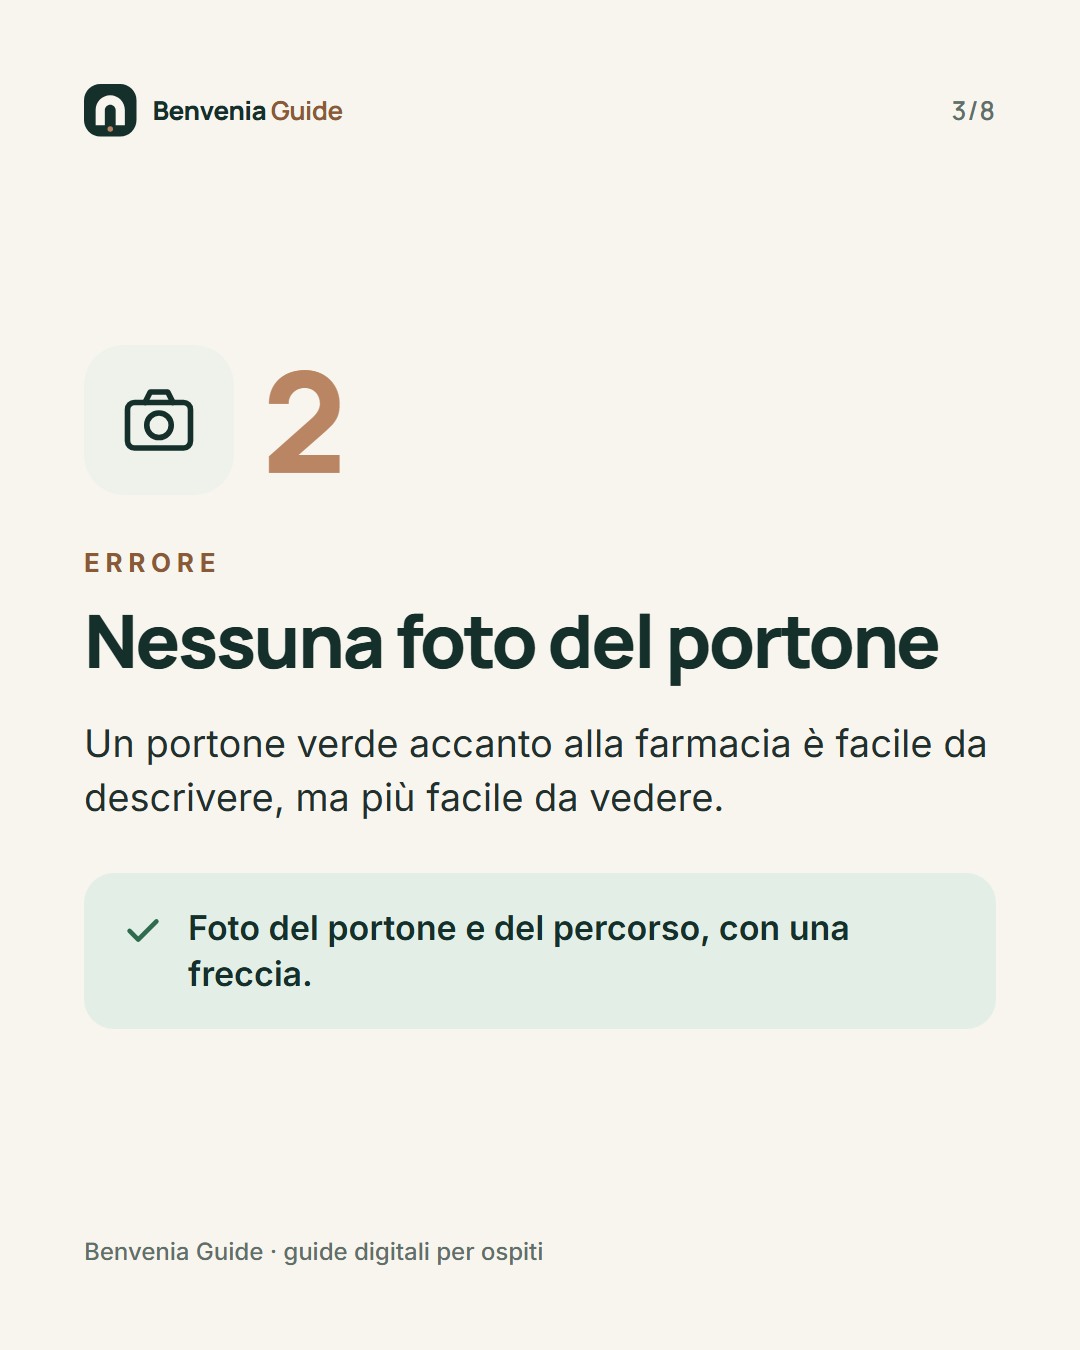 Benvenia Guide
3/8
2
ERRORE
Nessuna foto del portone
Un portone verde accanto alla farmacia è facile da
descrivere, ma più facile da vedere.
Foto del portone e del percorso, con una
freccia.
Benvenia Guide · guide digitali per ospiti